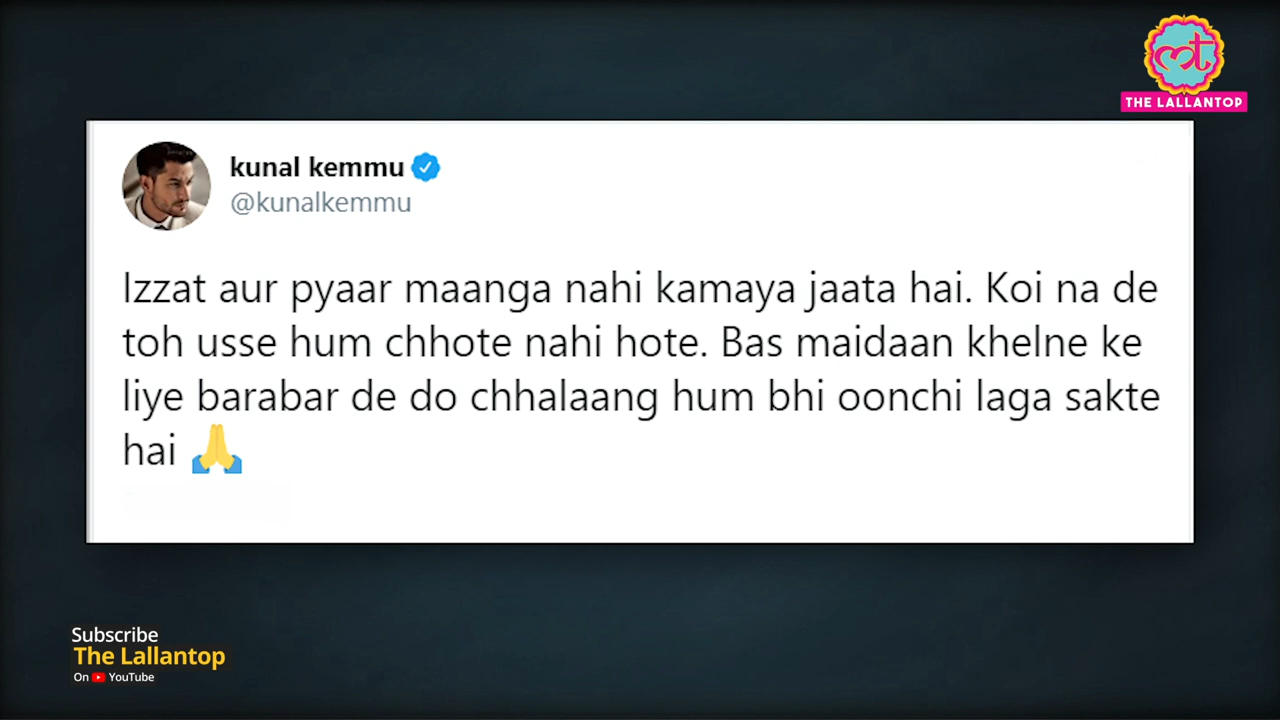 THE LALLANTOP
kunal kemmu
@kunalkemmu
Izzat aur pyaar maanga nahi kamaya jaata hai. Koi na de
toh usse hum chhote nahi hote. Bas maidaan khelne ke
liye barabar de do chhalaang hum bhi oonchi laga sakte
hai 🙏
Subscribe
The Lallantop
On YouTube